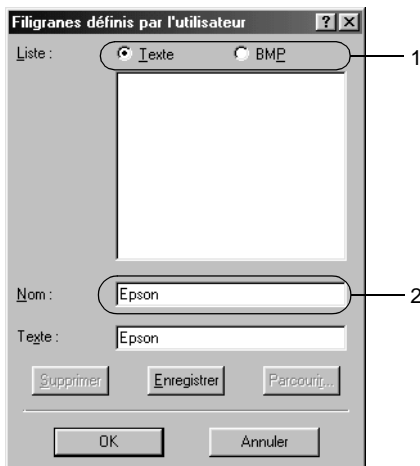 Filigranes définis par l'utilisateur
Liste : Texte BMP 1
Nom : Epson 2
Texte : Epson
Supprimer Enregistrer Parcourir...
OK Annuler